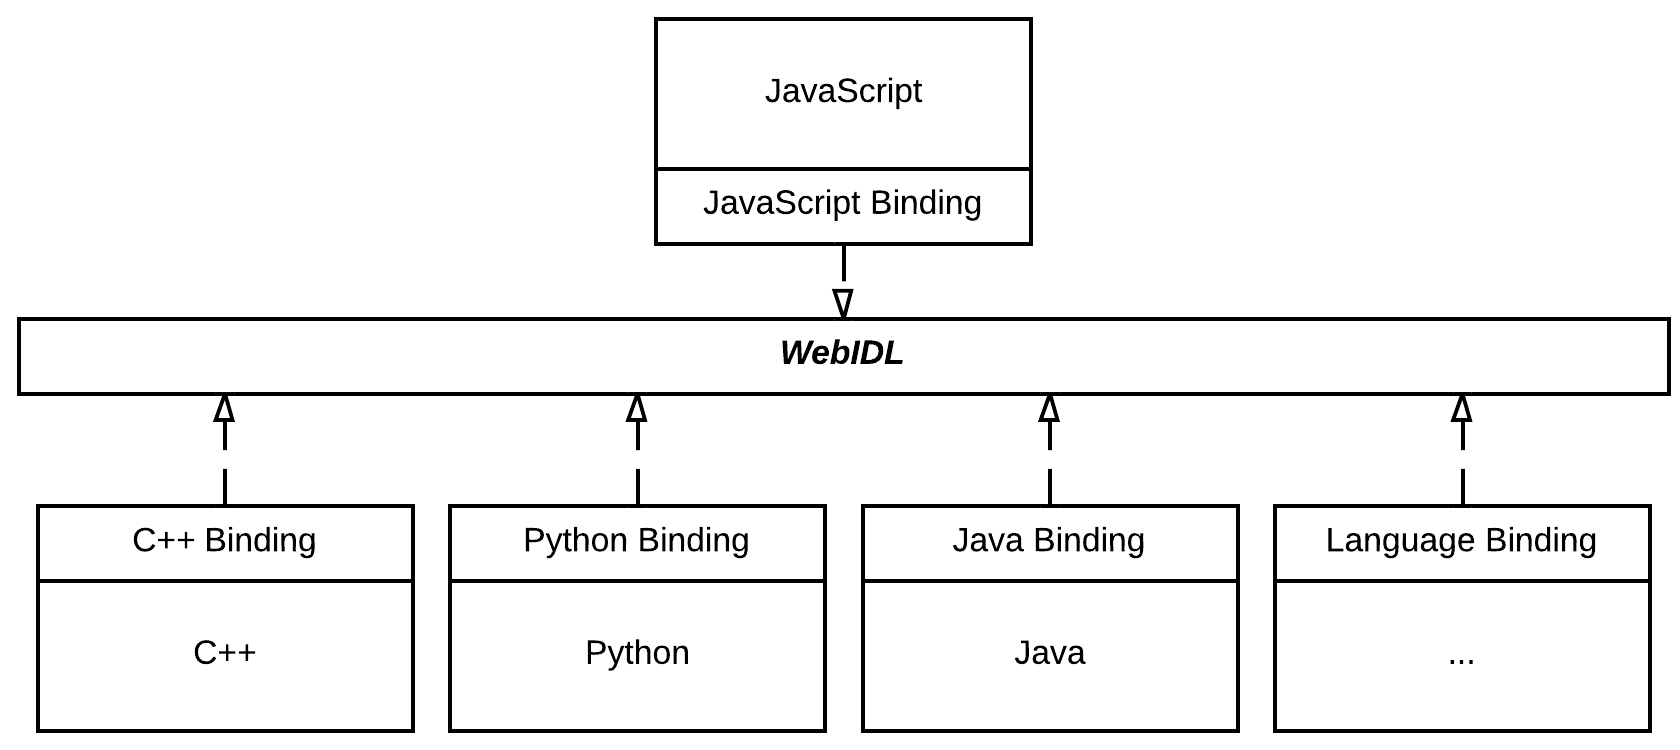 JavaScript
JavaScript Binding
WebIDL
C++ Binding
Python Binding
Java Binding
Language Binding
C++
Python
Java
...